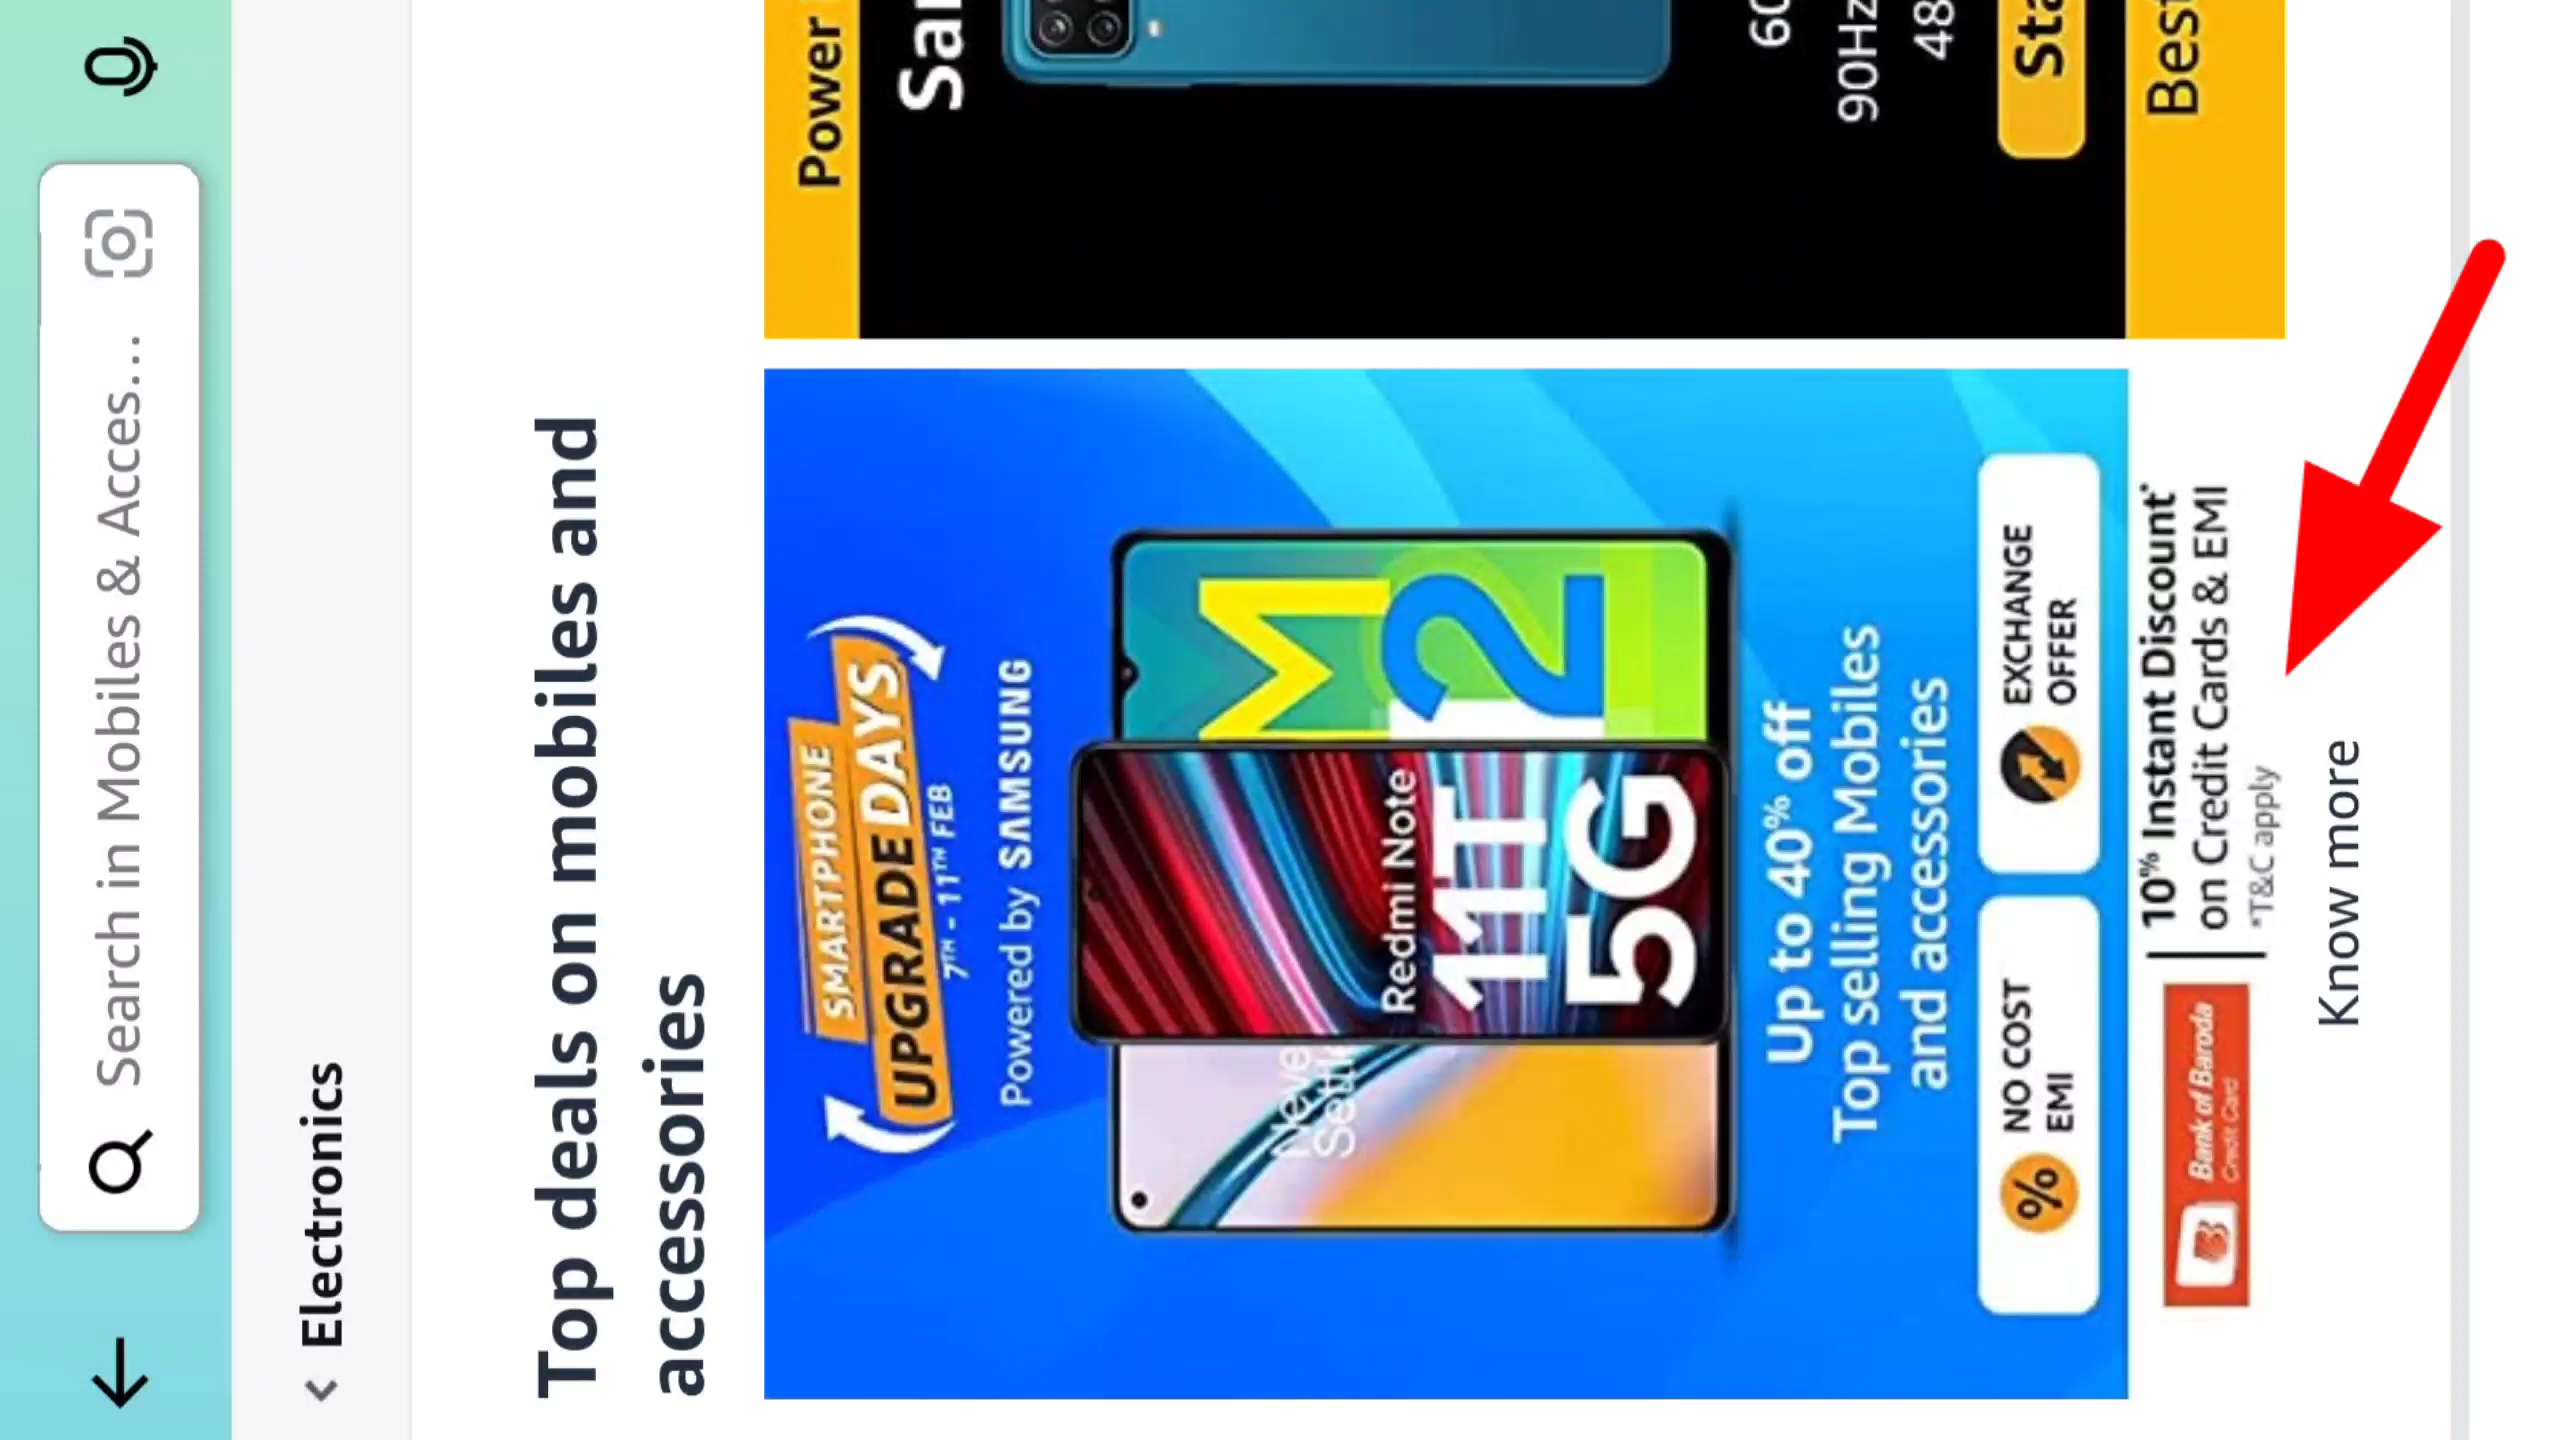 Search in Mobiles & Acces...
Electronics
Top deals on mobiles and
accessories
SMARTPHONE
UPGRADE DAYS
7TH - 11TH FEB
Powered by SAMSUNG
M
12
Redmi Note
11T
5G
Up to 40% off
Top selling Mobiles
and accessories
NO COST
EMI
EXCHANGE
OFFER
Bank of Baroda
Credit Card
10% Instant Discount*
on Credit Cards & EMI
*T&C apply
Know more
Power
90Hz
48
Best